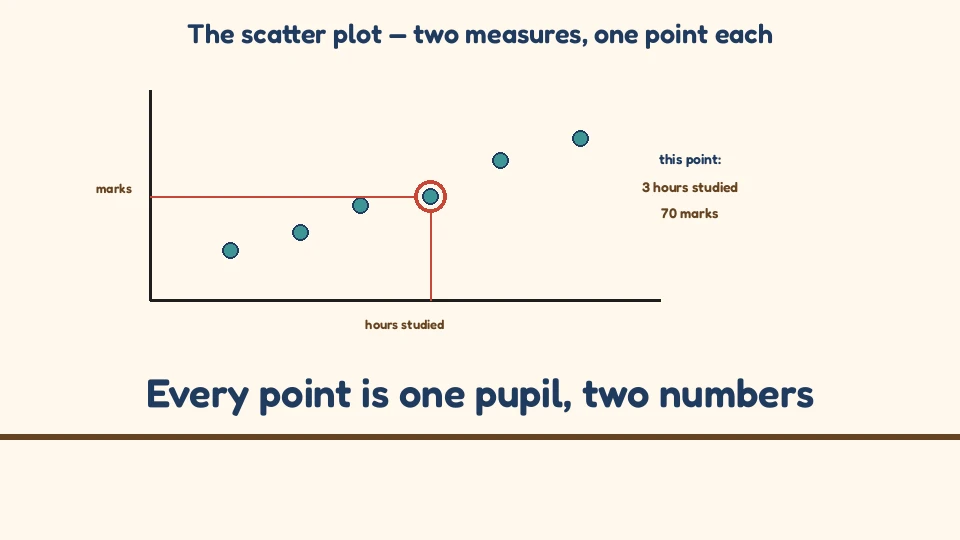 The scatter plot — two measures, one point each
this point:
marks
3 hours studied
70 marks
hours studied
Every point is one pupil, two numbers